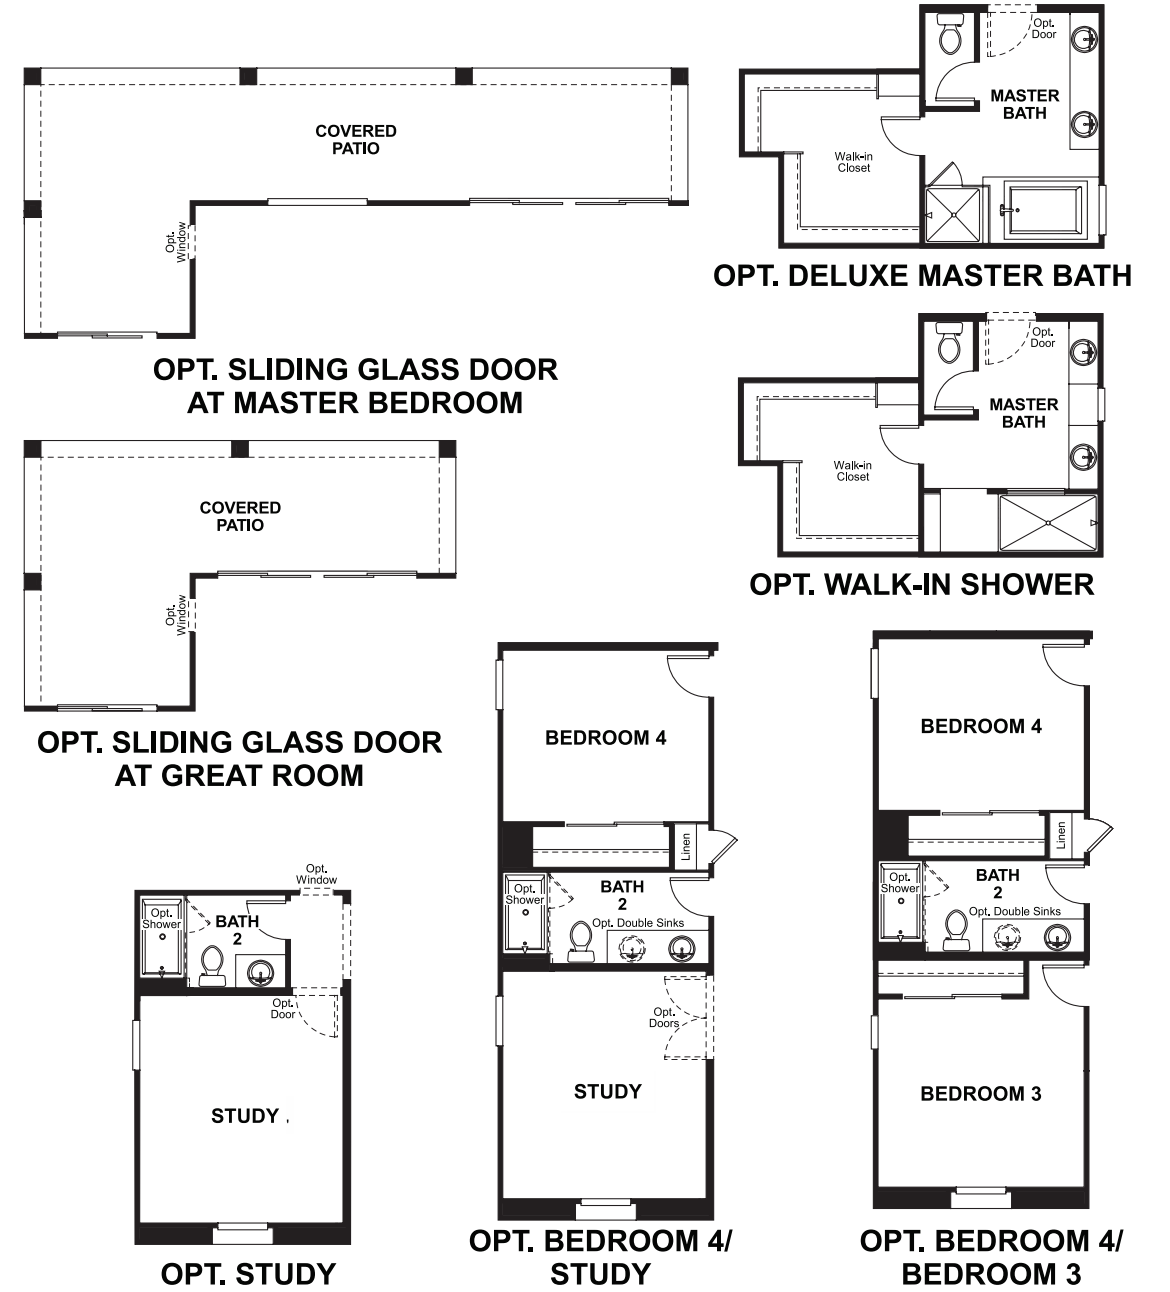 COVERED
PATIO
Opt.
Window
OPT. SLIDING GLASS DOOR
AT MASTER BEDROOM
Opt.
Door
MASTER
BATH
Walk-in
Closet
OPT. DELUXE MASTER BATH
Opt.
Door
MASTER
BATH
Walk-in
Closet
OPT. WALK-IN SHOWER
COVERED
PATIO
Opt.
Window
OPT. SLIDING GLASS DOOR
AT GREAT ROOM
Opt.
Window
Opt.
Shower
BATH
2
Opt.
Door
STUDY
OPT. STUDY
BEDROOM 4
Linen
Opt.
Shower
BATH
2
Opt. Double Sinks
Opt.
Doors
STUDY
OPT. BEDROOM 4/
STUDY
BEDROOM 4
Linen
Opt.
Shower
BATH
2
Opt. Double Sinks
BEDROOM 3
OPT. BEDROOM 4/
BEDROOM 3